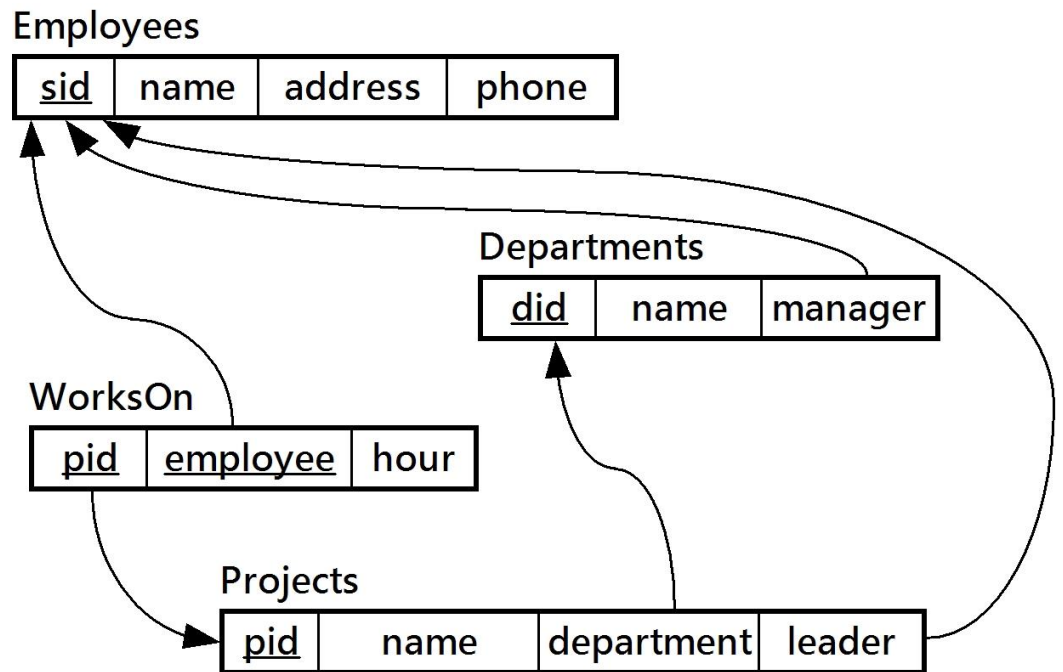 Employees
sid name address phone
Departments
did name manager
WorksOn
pid employee hour
Projects
pid name department leader